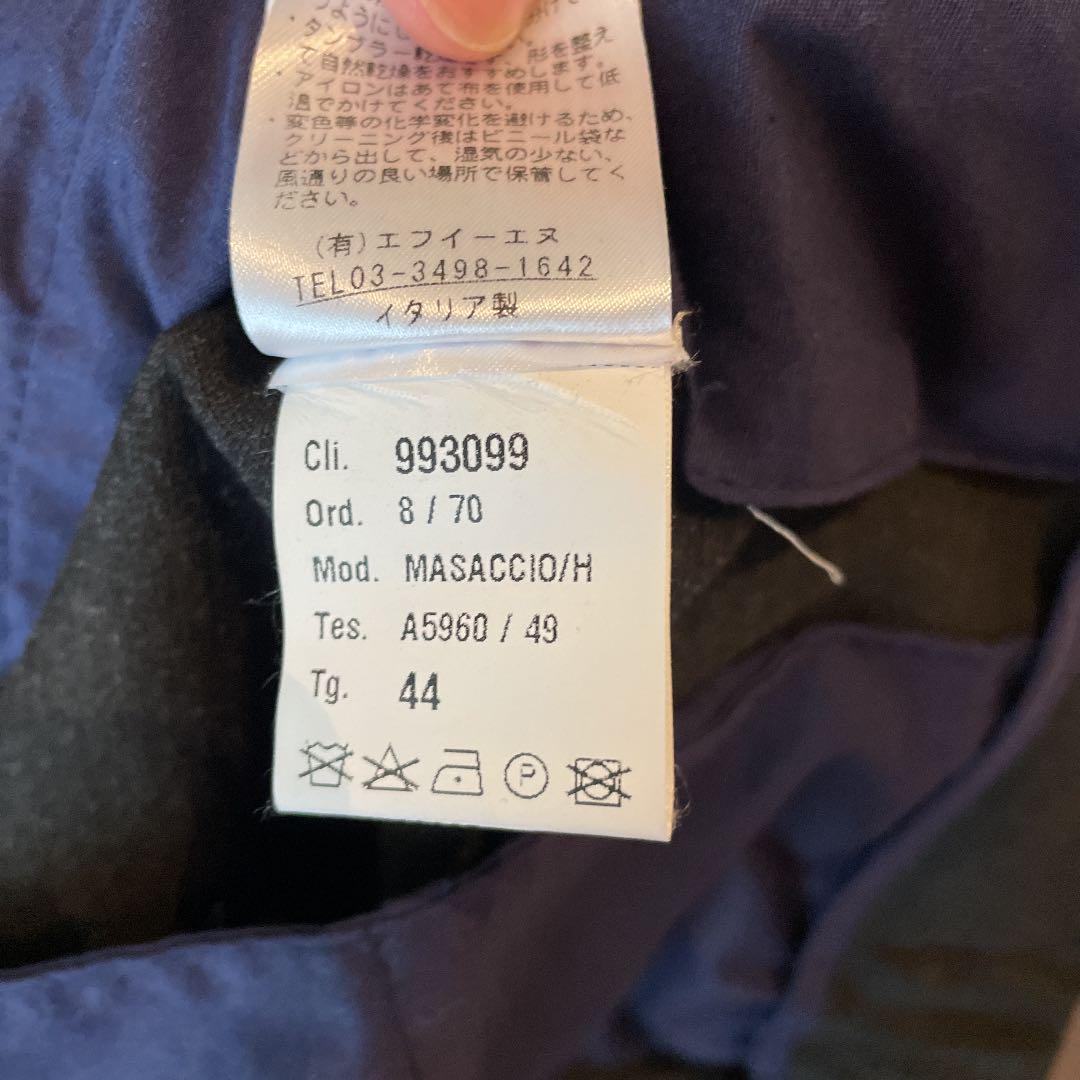 つようにし
・タンブラー乾
て自然乾燥をおすすめします。形を整え
・アイロンはあて布を使用して低
温でかけてください。
・変色等の化学変化を避けるため、
クリーニング後はビニール袋な
どから出して、湿気の少ない、
風通りの良い場所で保管してく
ださい。
(有)エフイーエヌ
TEL03-3498-1642
イタリア製
Cli. 993099
Ord. 8 / 70
Mod. MASACCIO/H
Tes. A5960 / 49
Tg. 44
P